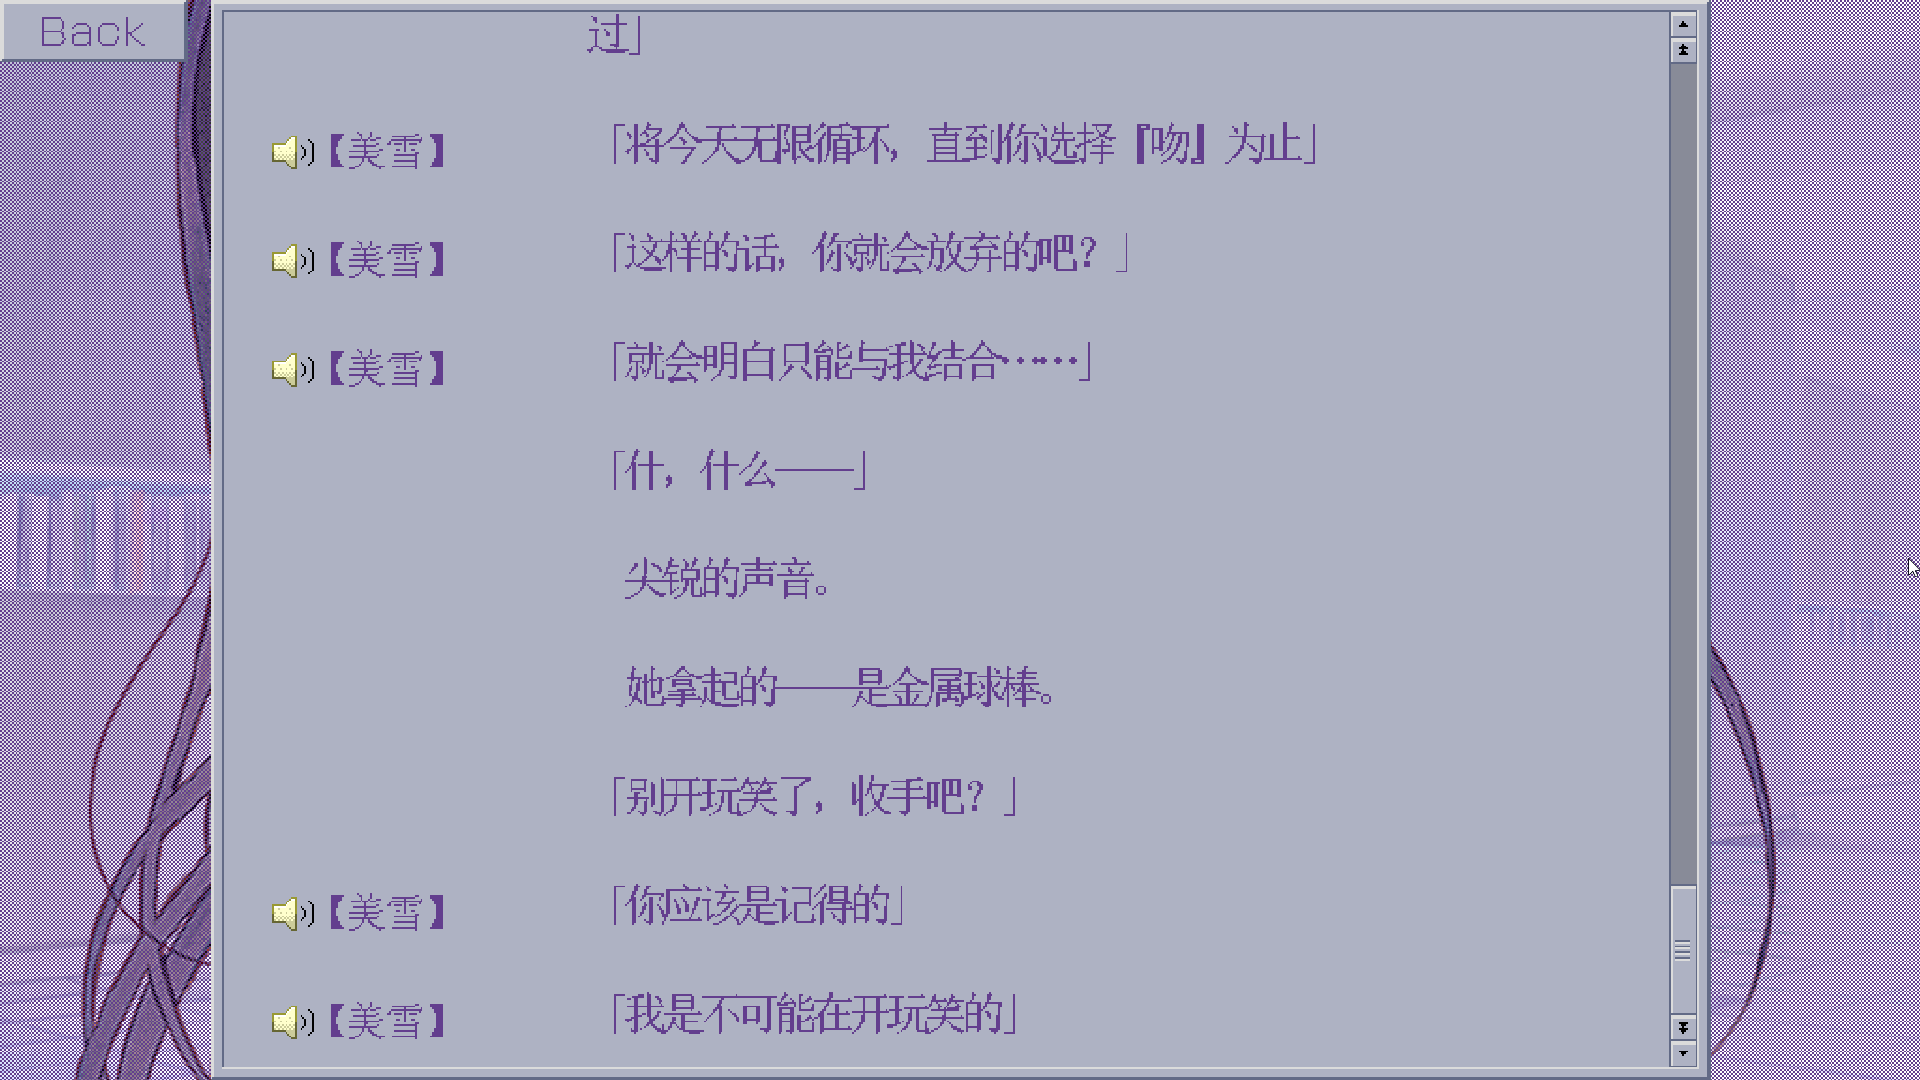 Back
过」
【美雪】 「将今天无限循环，直到你选择『吻』为止」
【美雪】 「这样的话，你就会放弃的吧？」
【美雪】 「就会明白只能与我结合……」
「什，什么——」
尖锐的声音。
她拿起的——是金属球棒。
「别开玩笑了，收手吧？」
【美雪】 「你应该是记得的」
【美雪】 「我是不可能在开玩笑的」